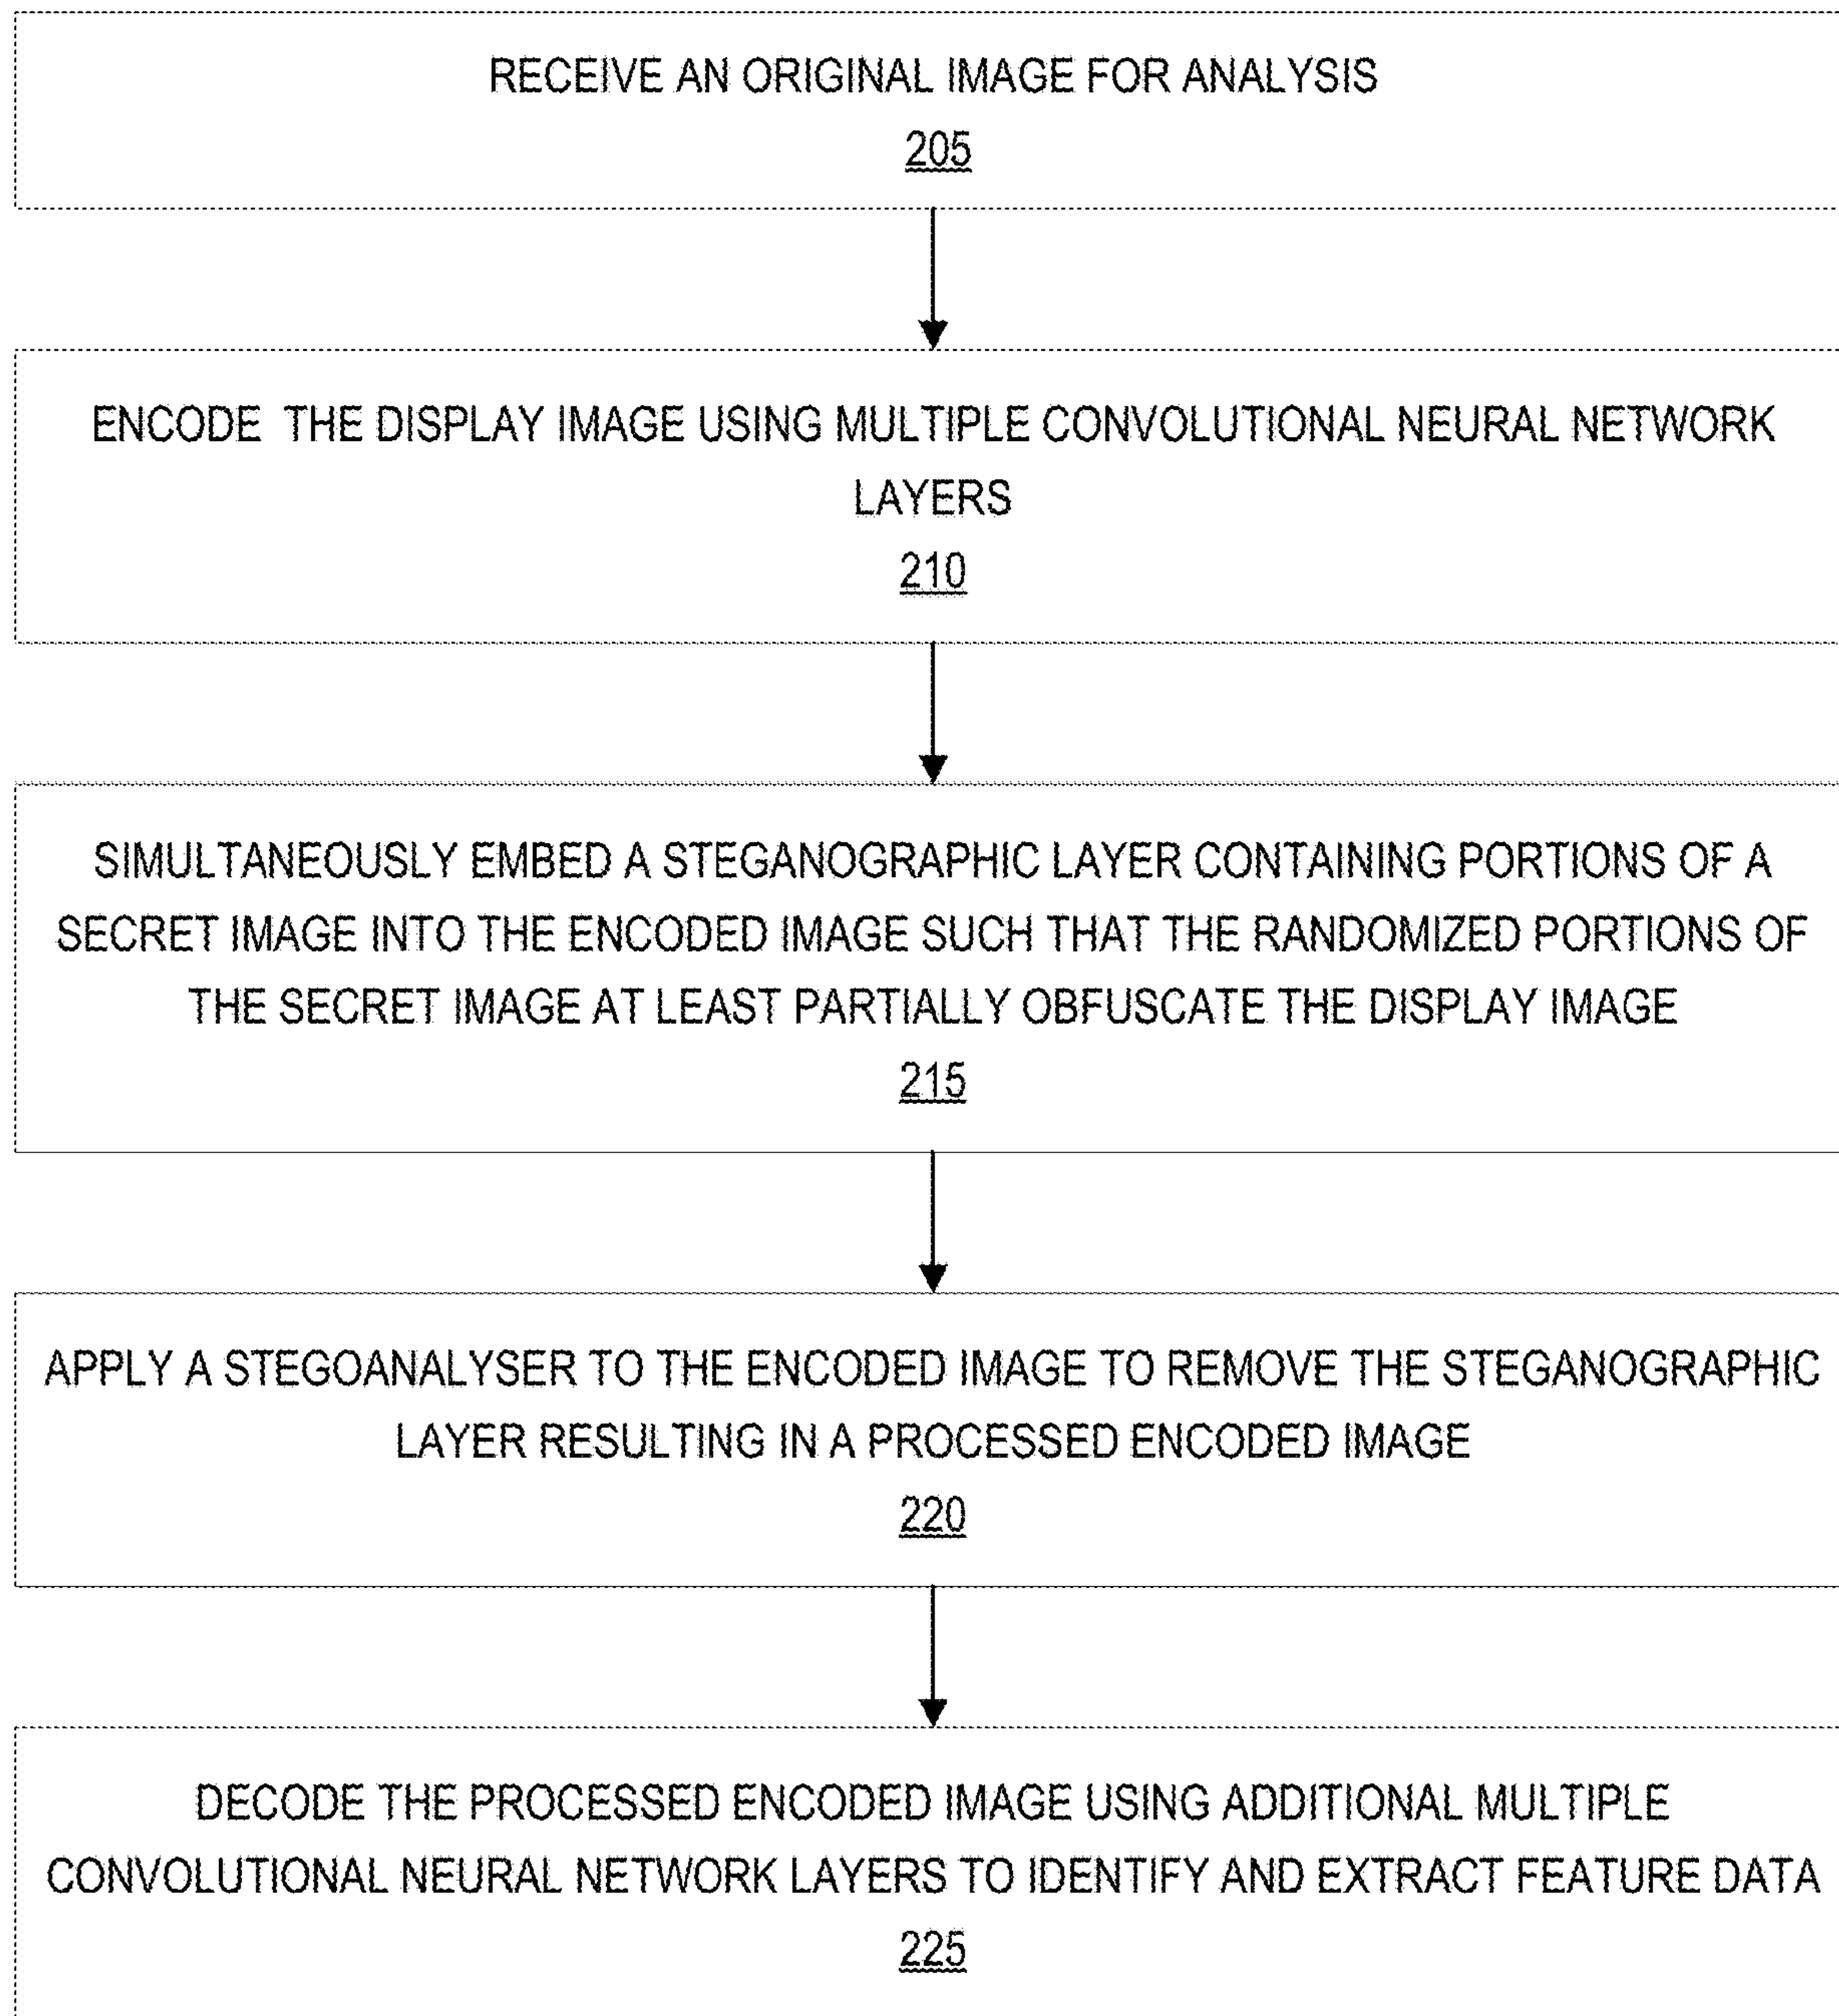 RECEIVE AN ORIGINAL IMAGE FOR ANALYSIS
205
ENCODE THE DISPLAY IMAGE USING MULTIPLE CONVOLUTIONAL NEURAL NETWORK
LAYERS
210
SIMULTANEOUSLY EMBED A STEGANOGRAPHIC LAYER CONTAINING PORTIONS OF A
SECRET IMAGE INTO THE ENCODED IMAGE SUCH THAT THE RANDOMIZED PORTIONS OF
THE SECRET IMAGE AT LEAST PARTIALLY OBFUSCATE THE DISPLAY IMAGE
215
APPLY A STEGOANALYSER TO THE ENCODED IMAGE TO REMOVE THE STEGANOGRAPHIC
LAYER RESULTING IN A PROCESSED ENCODED IMAGE
220
DECODE THE PROCESSED ENCODED IMAGE USING ADDITIONAL MULTIPLE
CONVOLUTIONAL NEURAL NETWORK LAYERS TO IDENTIFY AND EXTRACT FEATURE DATA
225